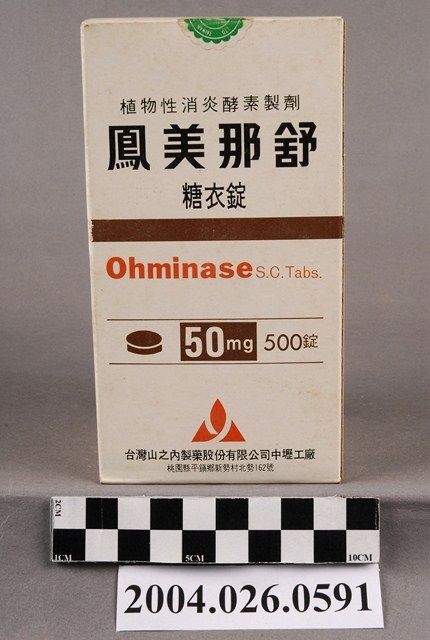 植物性消炎酵素製劑
鳳美那舒
糖衣錠
Ohminase S.C.Tabs.
50mg 500錠
台灣山之內製藥股份有限公司中壢工廠
桃園縣平鎮鄉新勢村北勢162號
2CM
1CM 5CM 10CM
2004.026.0591